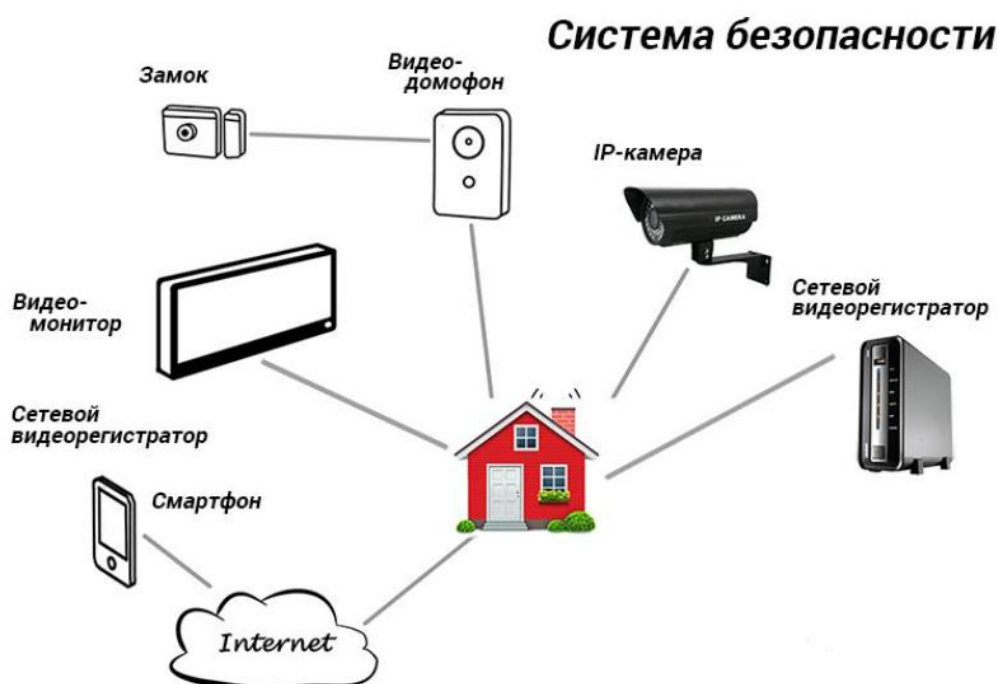 Система безопасности
Замок
Видео-
домофон
IP-камера
IP CAMERA
Видео-
монитор
Сетевой
видеорегистратор
Сетевой
видеорегистратор
Смартфон
Internet